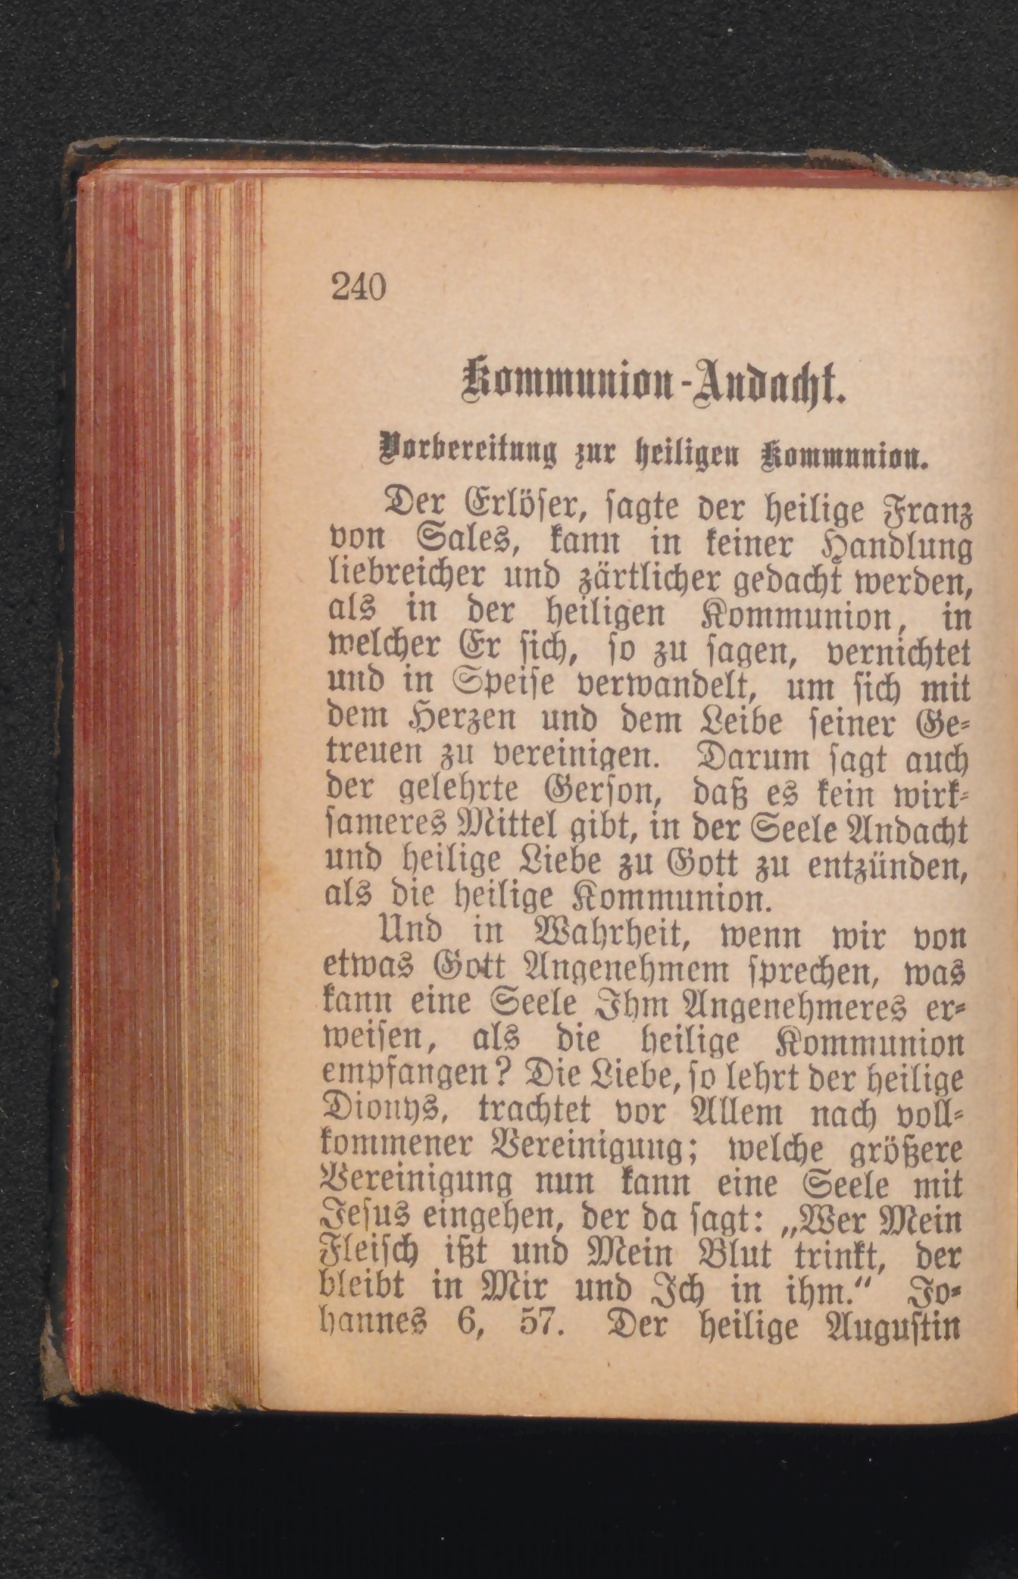 240
Kommunion-Andacht.
Vorbereitung zur heiligen Kommunion.
Der Erlöser, sagte der heilige Franz
von Sales, kann in keiner Handlung
liebreicher und zärtlicher gedacht werden,
als in der heiligen Kommunion, in
welcher Er sich, so zu sagen, vernichtet
und in Speise verwandelt, um sich mit
dem Herzen und dem Leibe seiner Ge-
treuen zu vereinigen. Darum sagt auch
der gelehrte Gerson, daß es kein wirk-
sameres Mittel gibt, in der Seele Andacht
und heilige Liebe zu Gott zu entzünden,
als die heilige Kommunion.
Und in Wahrheit, wenn wir von
etwas Gott Angenehmem sprechen, was
kann eine Seele Ihm Angenehmeres er-
weisen, als die heilige Kommunion
empfangen? Die Liebe, so lehrt der heilige
Dionys, trachtet vor Allem nach voll-
kommener Vereinigung; welche größere
Vereinigung nun kann eine Seele mit
Jesus eingehen, der da sagt: „Wer Mein
Fleisch ißt und Mein Blut trinkt, der
bleibt in Mir und Ich in ihm.“ Jo-
hannes 6, 57. Der heilige Augustin